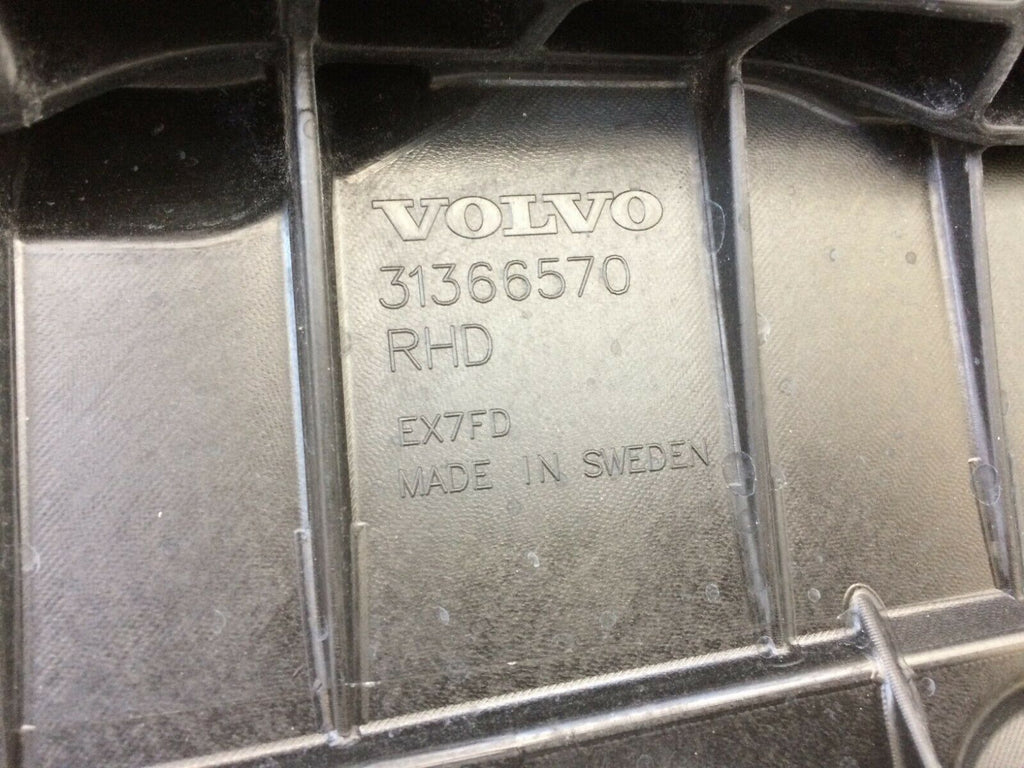 VOLVO
31366570
RHD
EX7FD
MADE IN SWEDEN